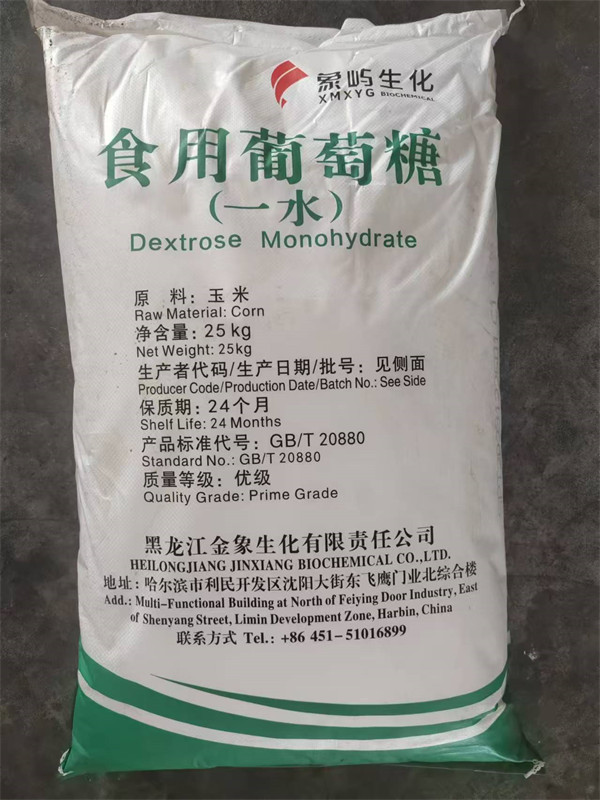 象屿生化
XMXYG BIOCHEMICAL
食用葡萄糖
(一水)
Dextrose Monohydrate
原 料: 玉米
Raw Material: Corn
净含量: 25 kg
Net Weight: 25kg
生产者代码/生产日期/批号: 见侧面
Producer Code/Production Date/Batch No.: See Side
保质期: 24个月
Shelf Life: 24 Months
产品标准代号: GB/T 20880
Standard No.: GB/T 20880
质量等级: 优级
Quality Grade: Prime Grade
黑龙江金象生化有限责任公司
HEILONGJIANG JINXIANG BIOCHEMICAL CO.,LTD.
地址: 哈尔滨市利民开发区沈阳大街东飞鹰门业北综合楼
Add.: Multi-Functional Building at North of Feiying Door Industry, East
of Shenyang Street, Limin Development Zone, Harbin, China
联系方式 Tel.: +86 451-51016899